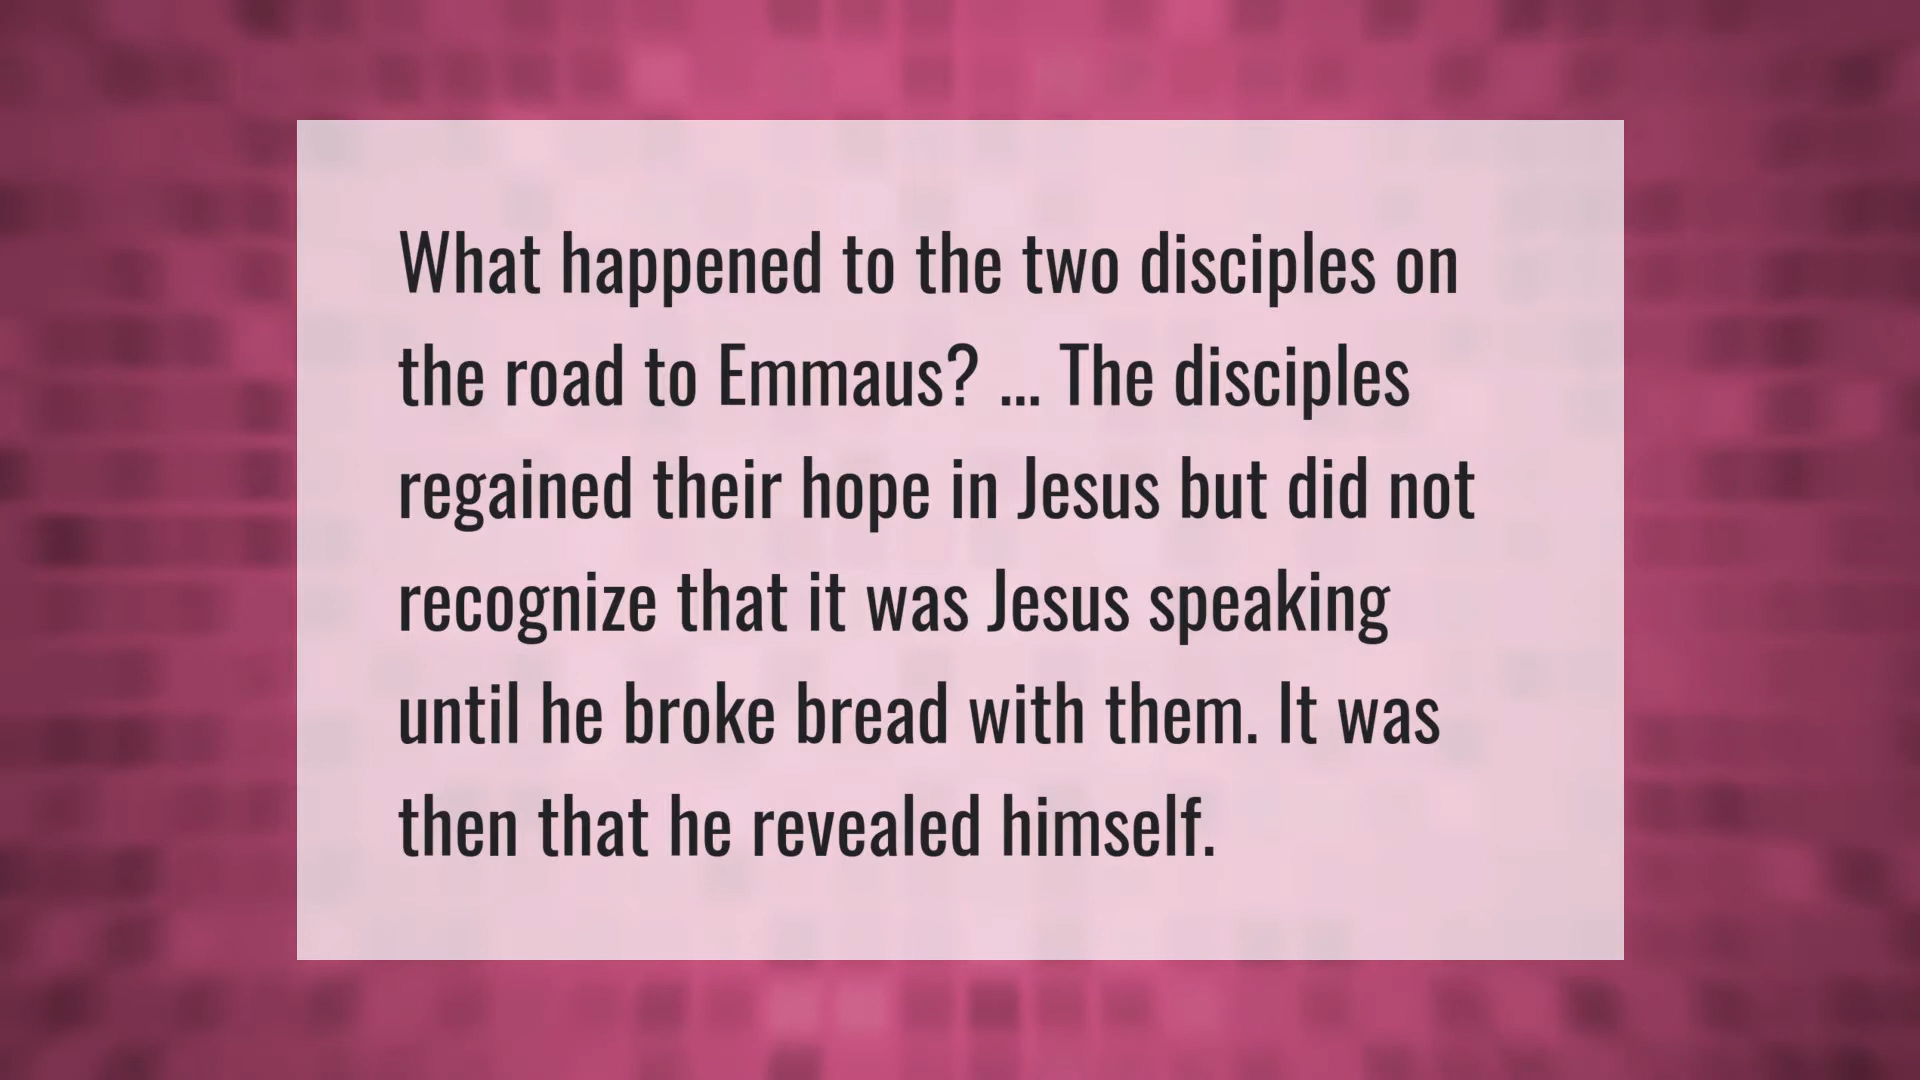 What happened to the two disciples on
the road to Emmaus? ... The disciples
regained their hope in Jesus but did not
recognize that it was Jesus speaking
until he broke bread with them. It was
then that he revealed himself.